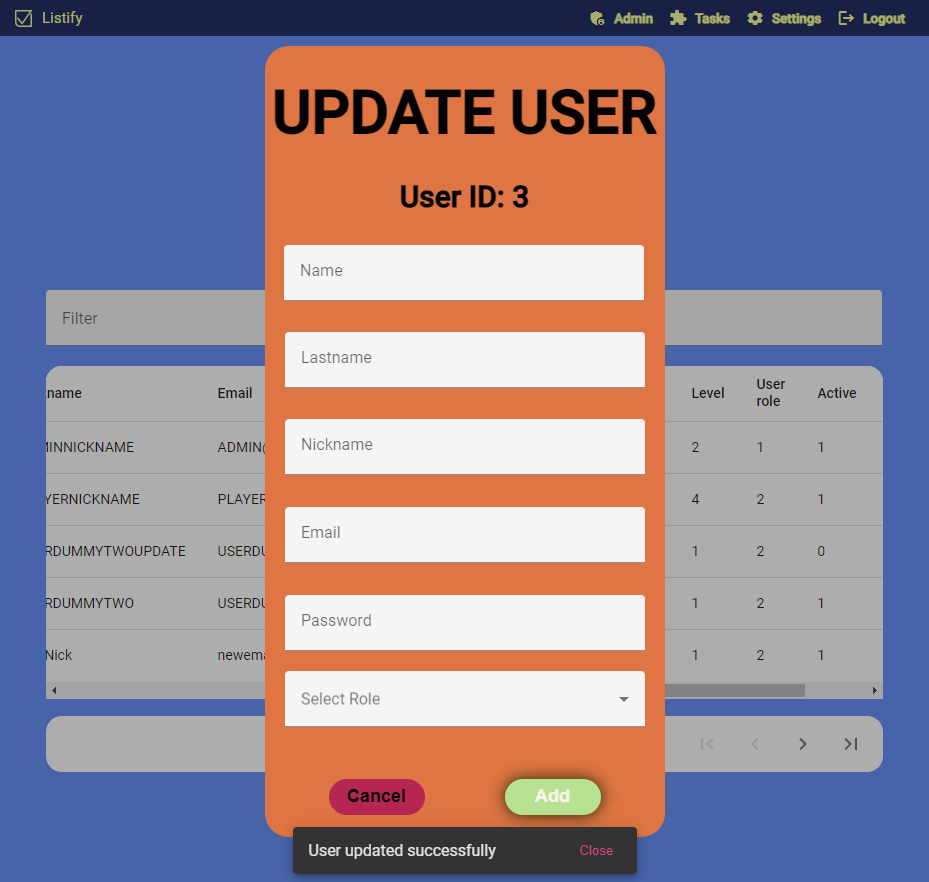 Listify
Admin Tasks Settings Logout
UPDATE USER
User ID: 3
Name
Filter
Lastname
name Email Level User role Active
Nickname
MINNICKNAME ADMIN@ 2 1 1
YERNICKNAME PLAYER 4 2 1
Email
RDUMMYTWOUPDATE USERDU 1 2 0
RDUMMYTWO USERDU 1 2 1
Password
Nick newema 1 2 1
Select Role
Cancel Add
User updated successfully Close